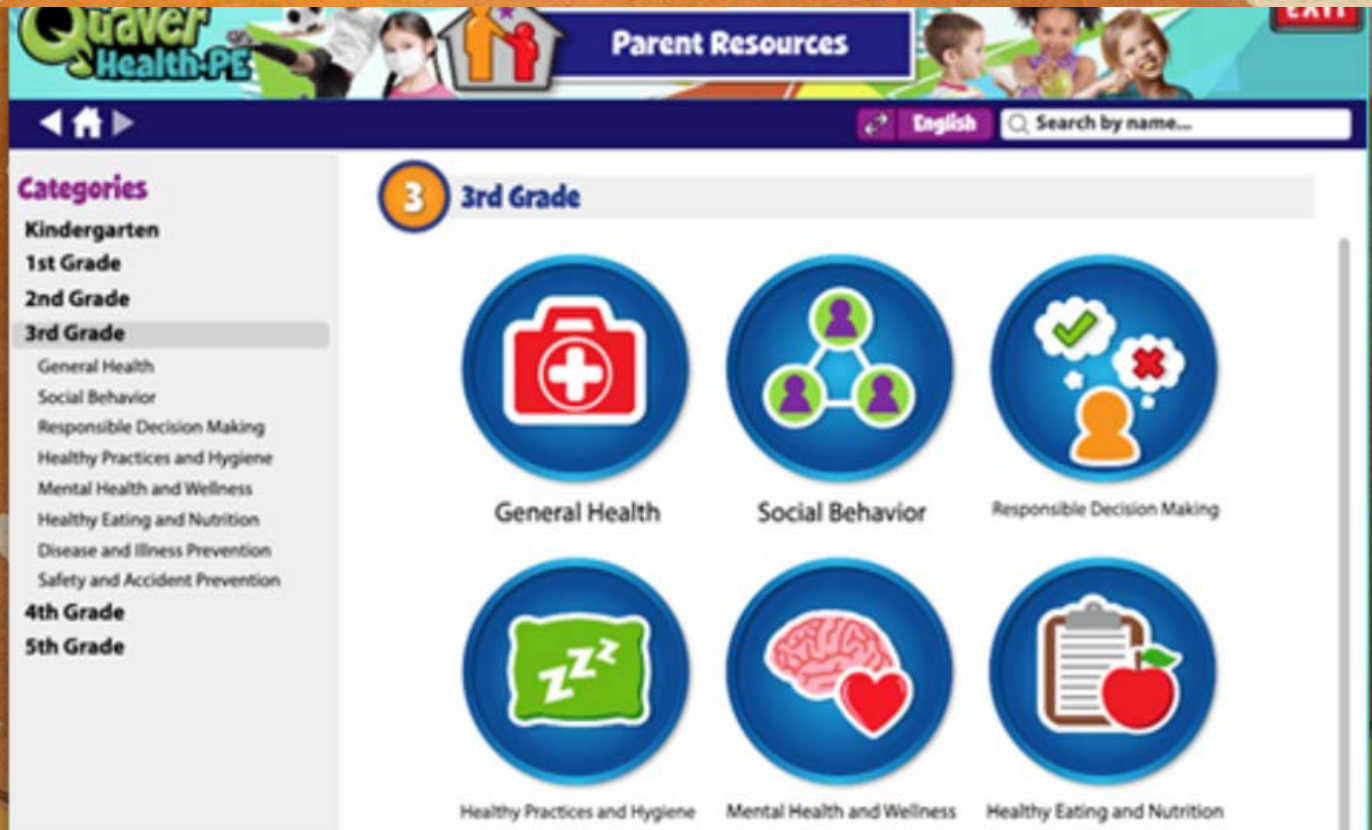 Quaver
Health-PE
Parent Resources
EXIT
English
Search by name...
Categories
Kindergarten
1st Grade
2nd Grade
3rd Grade
General Health
Social Behavior
Responsible Decision Making
Healthy Practices and Hygiene
Mental Health and Wellness
Healthy Eating and Nutrition
Disease and Illness Prevention
Safety and Accident Prevention
4th Grade
5th Grade
3 3rd Grade
General Health
Social Behavior
Responsible Decision Making
zzz
Healthy Practices and Hygiene
Mental Health and Wellness
Healthy Eating and Nutrition